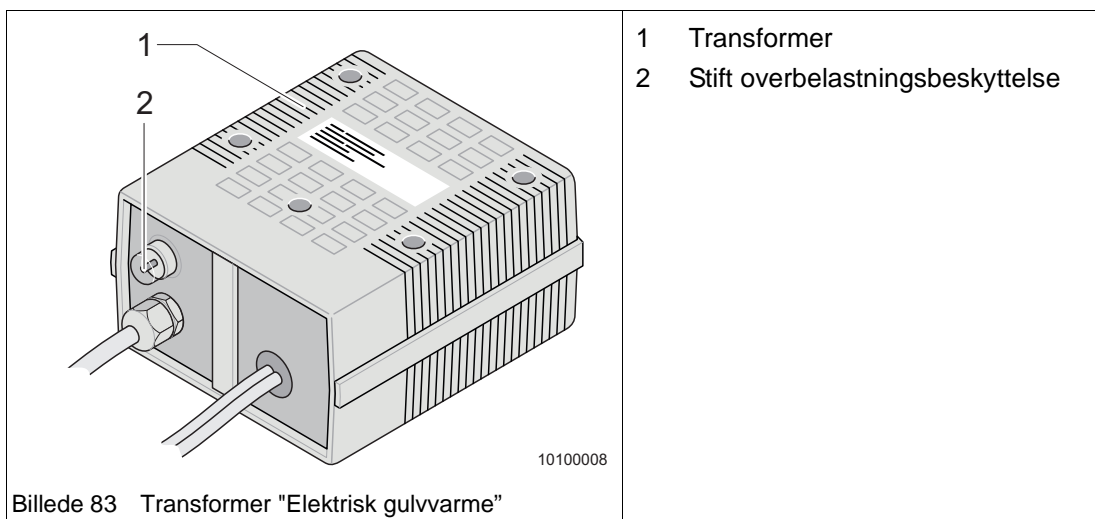 1
2
10100008
Billede 83 Transformer "Elektrisk gulvvarme”
1 Transformer
2 Stift overbelastningsbeskyttelse